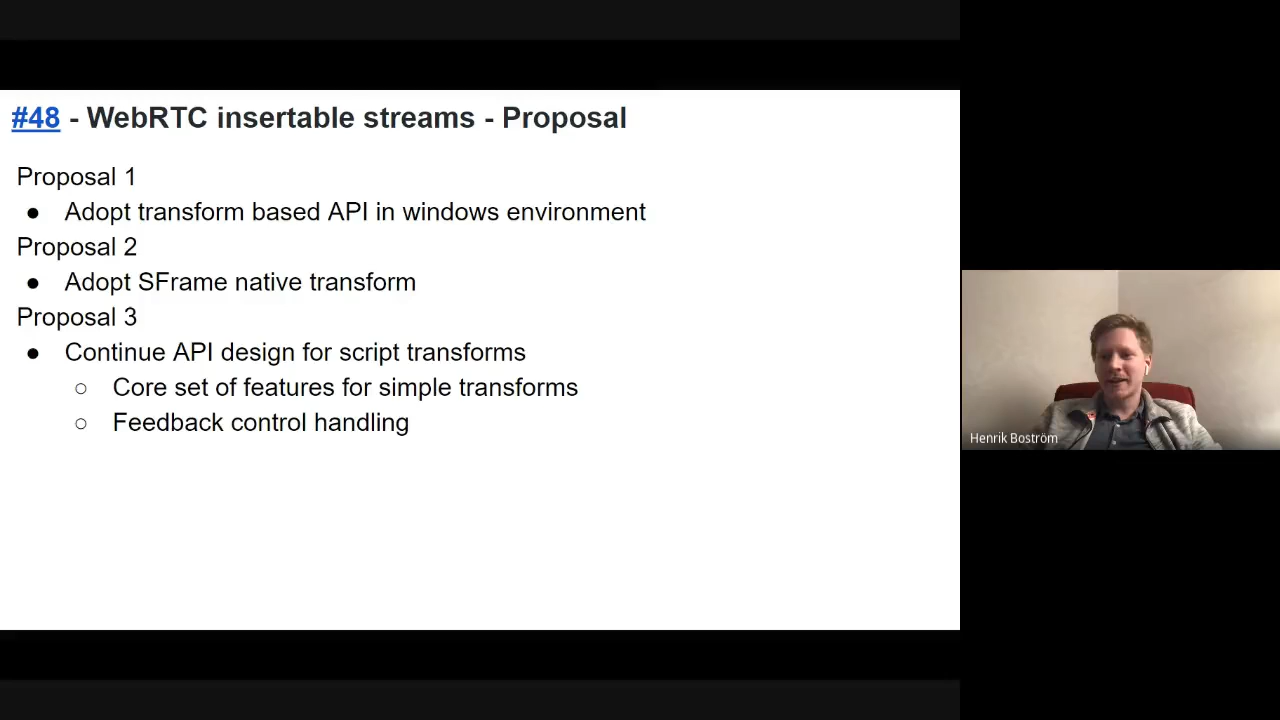 #48 - WebRTC insertable streams - Proposal
Proposal 1
● Adopt transform based API in windows environment
Proposal 2
● Adopt SFrame native transform
Proposal 3
● Continue API design for script transforms
○ Core set of features for simple transforms
○ Feedback control handling
Henrik Boström